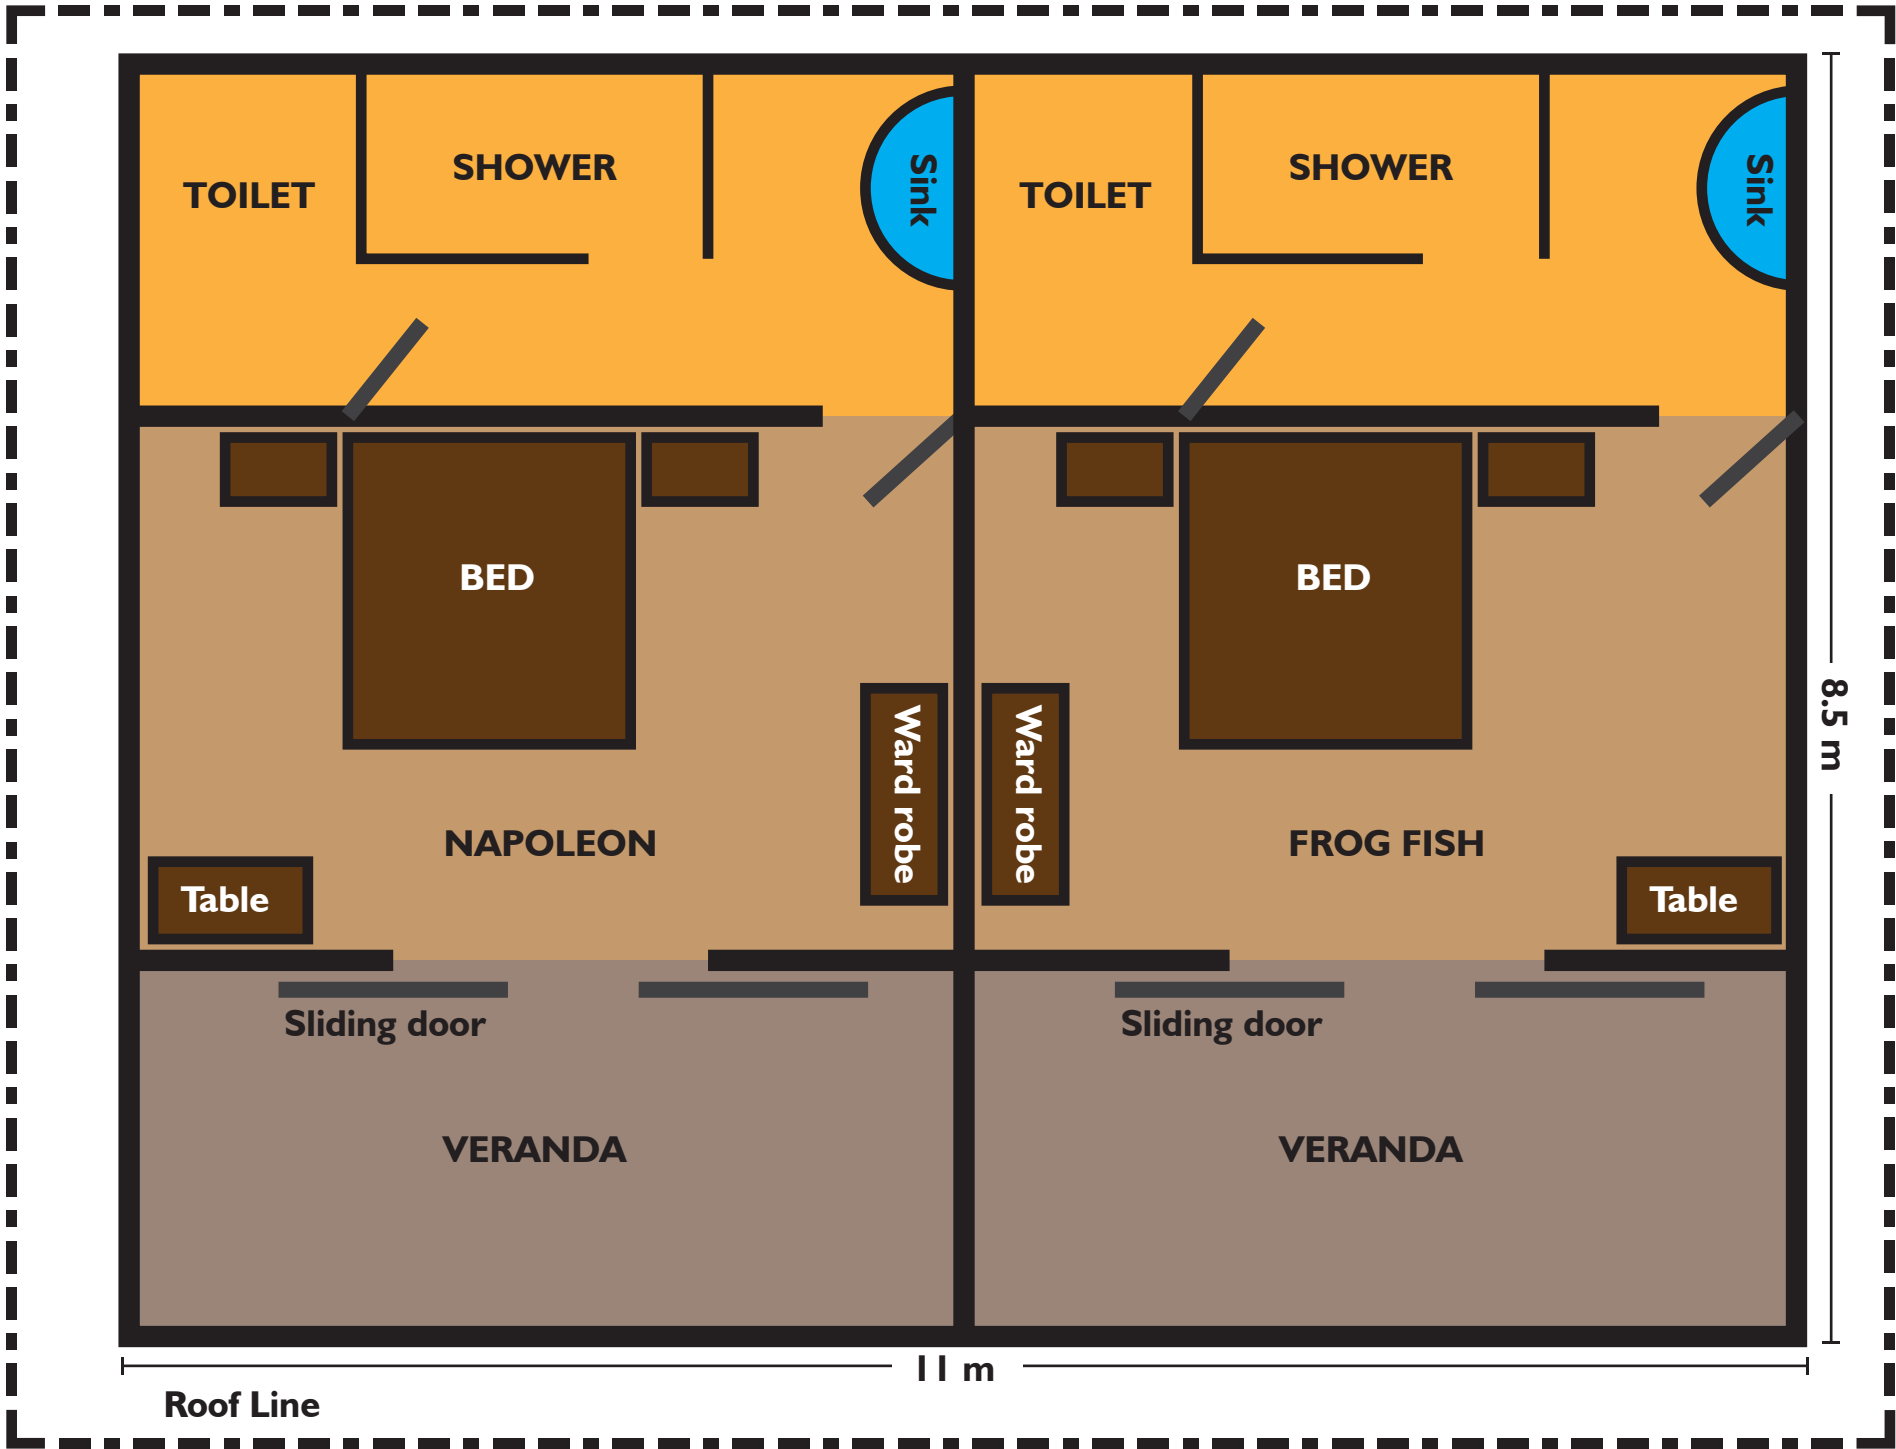 TOILET
SHOWER
Sink
TOILET
SHOWER
Sink
BED
BED
Ward robe
Ward robe
NAPOLEON
FROG FISH
Table
Table
8.5 m
Sliding door
Sliding door
VERANDA
VERANDA
11 m
Roof Line